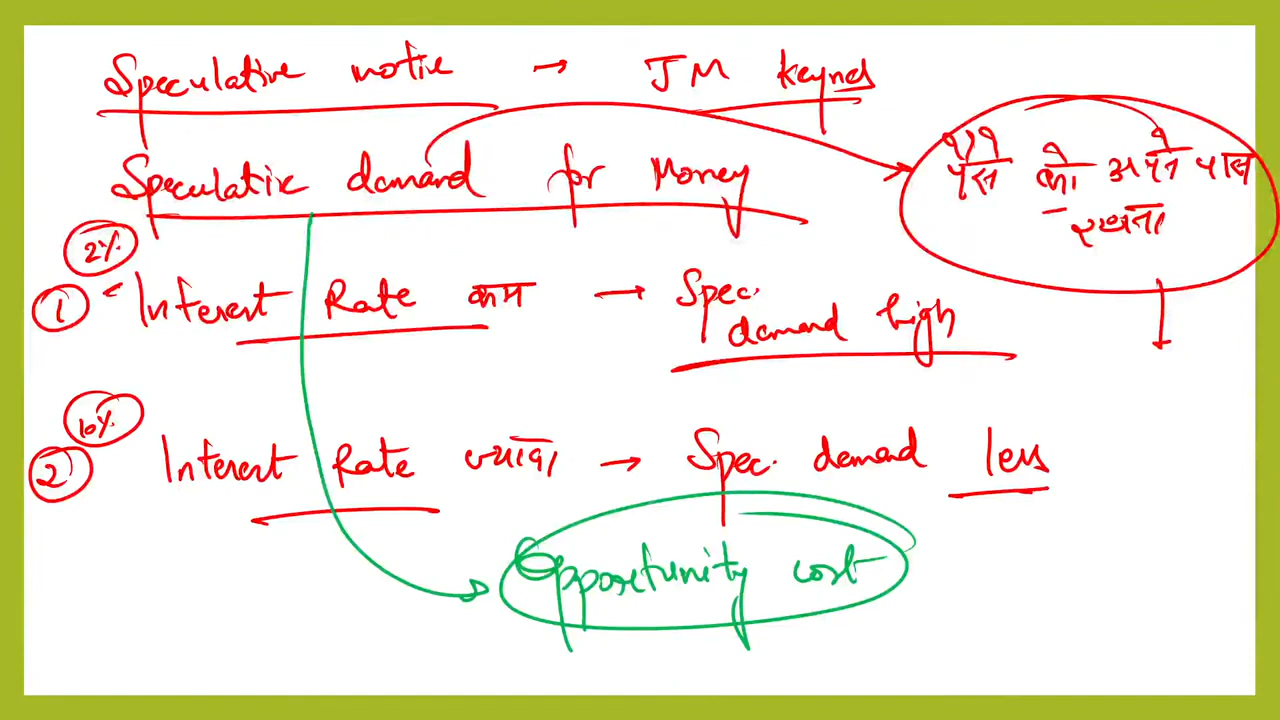 Speculative motive → JM Keynes
Speculative demand for Money
पैसे को अपने पास
रखना
2%
① Interest Rate कम → Spec.
demand high
10%
② Interest Rate ज्यादा → Spec. demand less
Opportunity cost